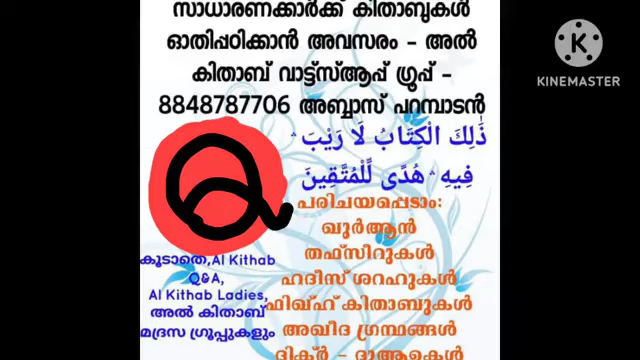 സാധാരണക്കാർക്ക് കിതാബുകൾ
ഓതിപഠിക്കാൻ അവസരം - അൽ
കിതാബ് വാട്ട്സ്ആപ്പ് ഗ്രൂപ്പ് -
8848787706 അബ്ബാസ് പറമ്പാടൻ
ذَٰلِكَ الْكِتَابُ لَا رَيْبَ ۛ
فِيهِ ۛ هُدًى لِّلْمُتَّقِينَ
Q
പരിചയപ്പെടാം:
ഖുർആൻ
തഫ്സീറുകൾ
ഹദീസ് ശറഹുകൾ
ഫിഖ്ഹ് കിതാബുകൾ
അഖീദ ഗ്രന്ഥങ്ങൾ
ദിക്ർ - ദുആഉകൾ
കൂടാതെ,Al Kithab
Q&A,
Al Kithab Ladies,
അൽ കിതാബ്
മദ്രസ ഗ്രൂപ്പുകളും
K
KINEMASTER